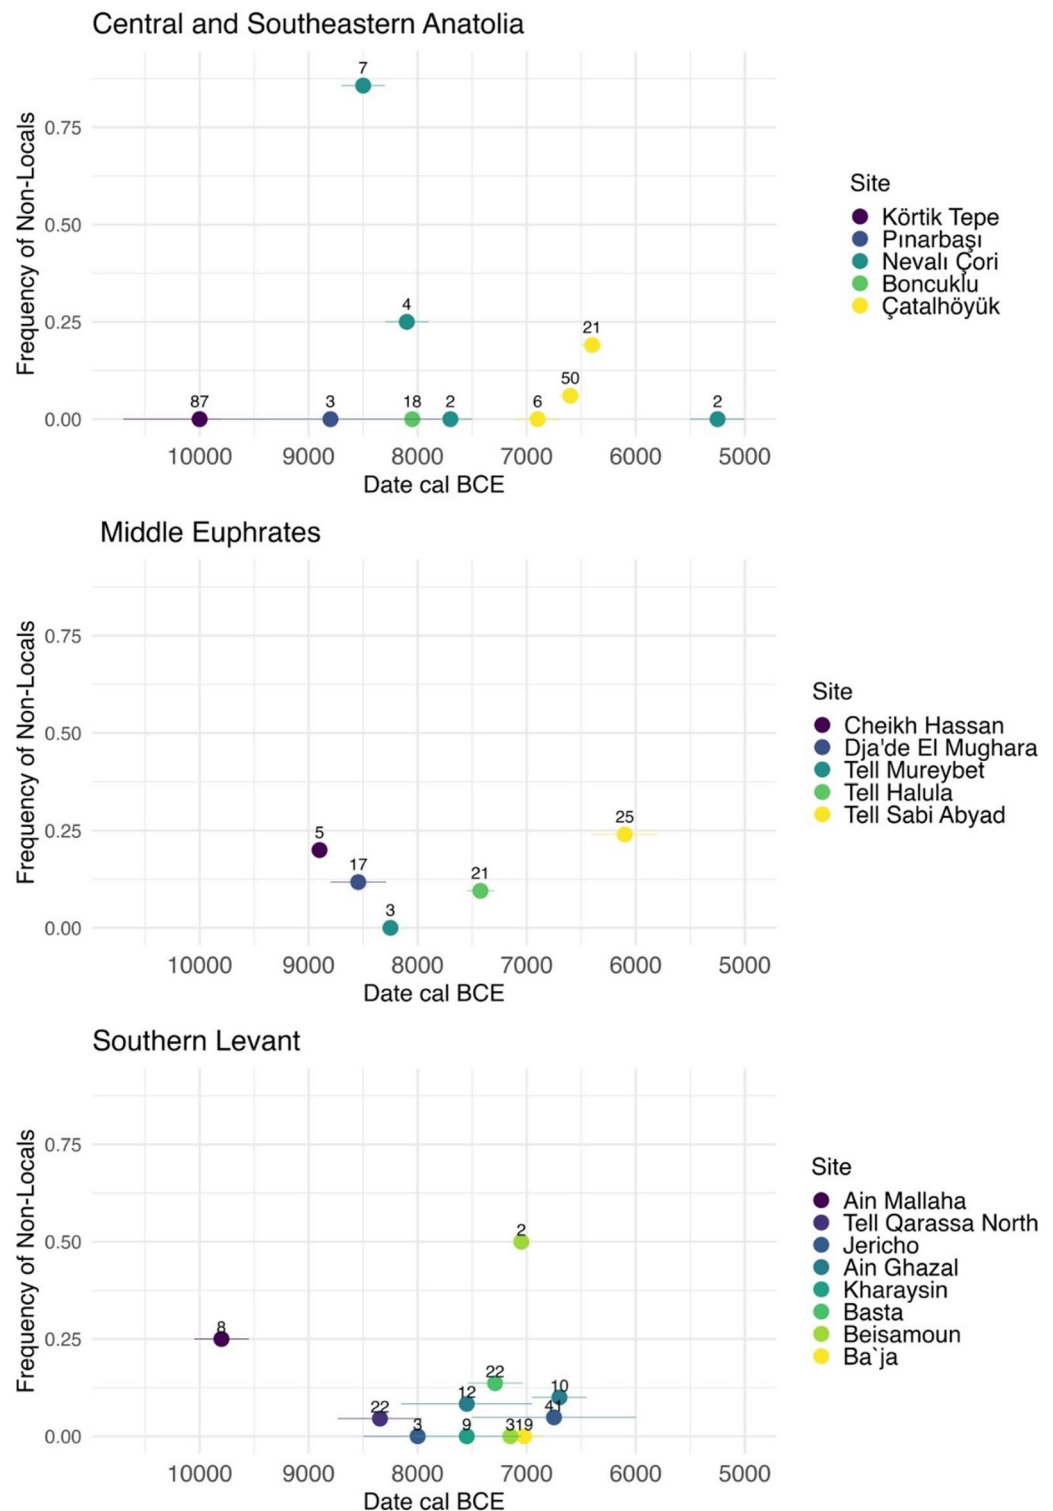 Central and Southeastern Anatolia
Frequency of Non-Locals
0.75
0.50
0.25
0.00
7
4
21
50
87
3
18
2
6
2
10000 9000 8000 7000 6000 5000
Date cal BCE
Site
Körtik Tepe
Pınarbaşı
Nevalı Çori
Boncuklu
Çatalhöyük
Middle Euphrates
Frequency of Non-Locals
0.75
0.50
0.25
0.00
5
17
3
21
25
10000 9000 8000 7000 6000 5000
Date cal BCE
Site
Cheikh Hassan
Dja'de El Mughara
Tell Mureybet
Tell Halula
Tell Sabi Abyad
Southern Levant
Frequency of Non-Locals
0.75
0.50
0.25
0.00
2
8
22
12
10
22
41
3
9
3
19
10000 9000 8000 7000 6000 5000
Date cal BCE
Site
Ain Mallaha
Tell Qarassa North
Jericho
Ain Ghazal
Kharaysin
Basta
Beisamoun
Ba`ja